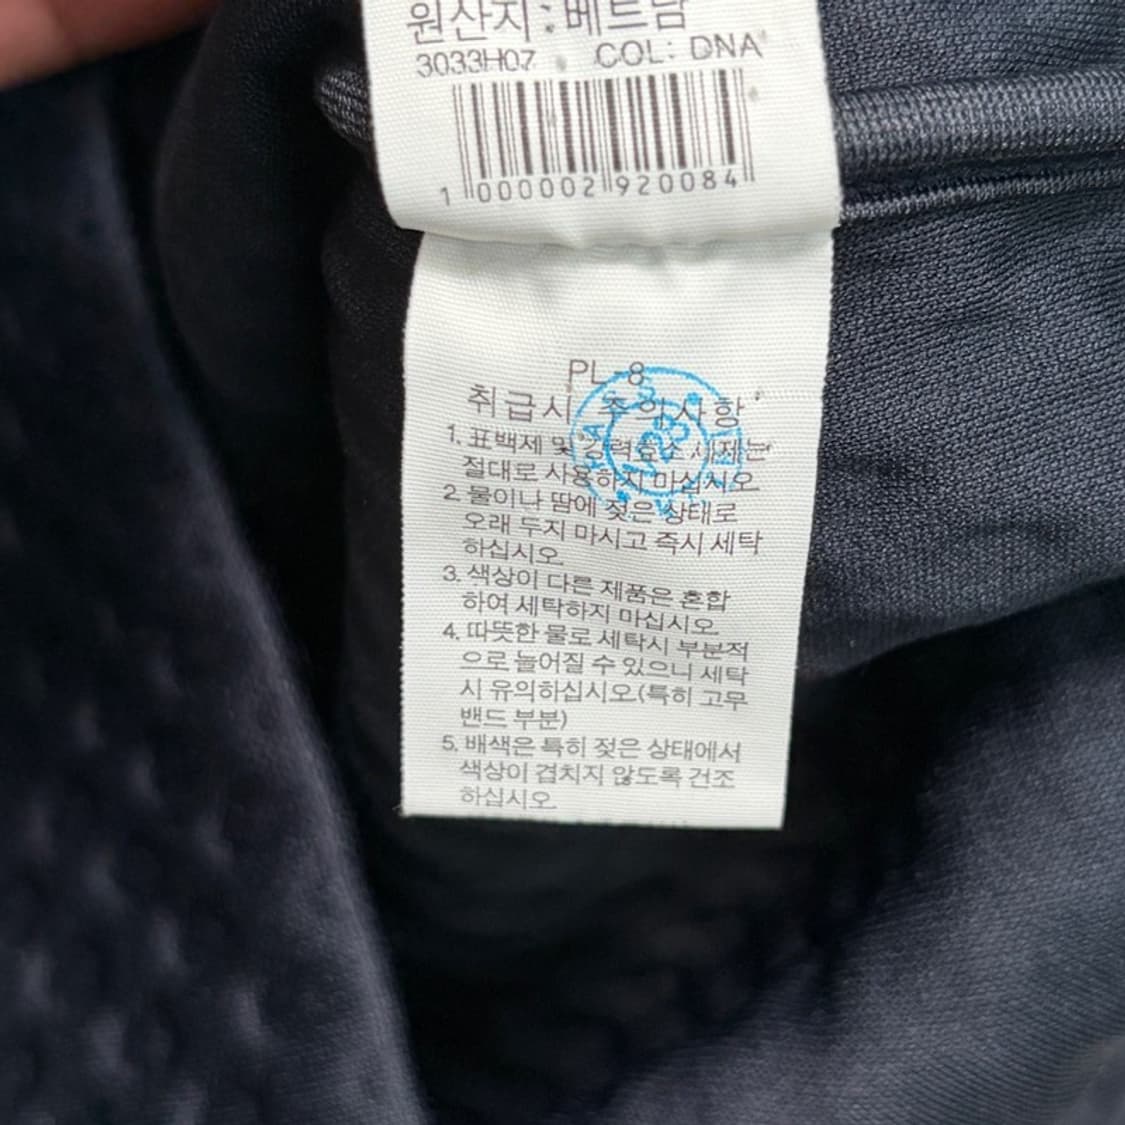 원산지 : 베트남
3033H07 COL: DNA
1 000002 920084
PL-8
취급시 주의사항
1. 표백제 및 강력효소 세제는
절대로 사용하지 마십시오
2. 물이나 땀에 젖은 상태로
오래 두지 마시고 즉시 세탁
하십시오.
3. 색상이 다른 제품은 혼합
하여 세탁하지 마십시오.
4. 따뜻한 물로 세탁시 부분적
으로 늘어질 수 있으니 세탁
시 유의하십시오.(특히 고무
밴드 부분)
5. 배색은 특히 젖은 상태에서
색상이 겹치지 않도록 건조
하십시오.